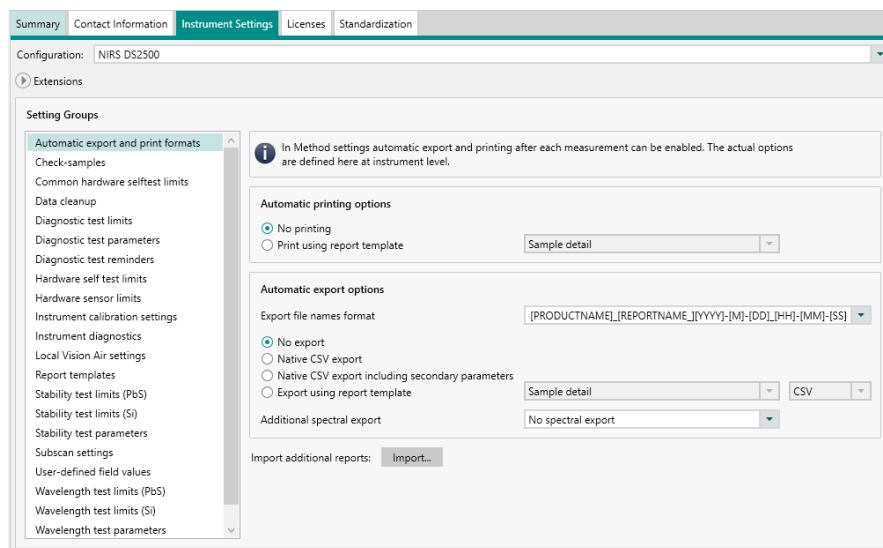 Summary
Contact Information
Instrument Settings
Licenses
Standardization
Configuration: NIRS DS2500
Extensions
Setting Groups
Automatic export and print formats
Check-samples
Common hardware selftest limits
Data cleanup
Diagnostic test limits
Diagnostic test parameters
Diagnostic test reminders
Hardware self test limits
Hardware sensor limits
Instrument calibration settings
Instrument diagnostics
Local Vision Air settings
Report templates
Stability test limits (PbS)
Stability test limits (Si)
Stability test parameters
Subscan settings
User-defined field values
Wavelength test limits (PbS)
Wavelength test limits (Si)
Wavelength test parameters
In Method settings automatic export and printing after each measurement can be enabled. The actual options
are defined here at instrument level.
Automatic printing options
No printing
Print using report template Sample detail
Automatic export options
Export file names format [PRODUCTNAME]_[REPORTNAME_][YYYY]-[M]-[DD]_[HH]-[MM]-[SS]
No export
Native CSV export
Native CSV export including secondary parameters
Export using report template Sample detail CSV
Additional spectral export No spectral export
Import additional reports: Import...